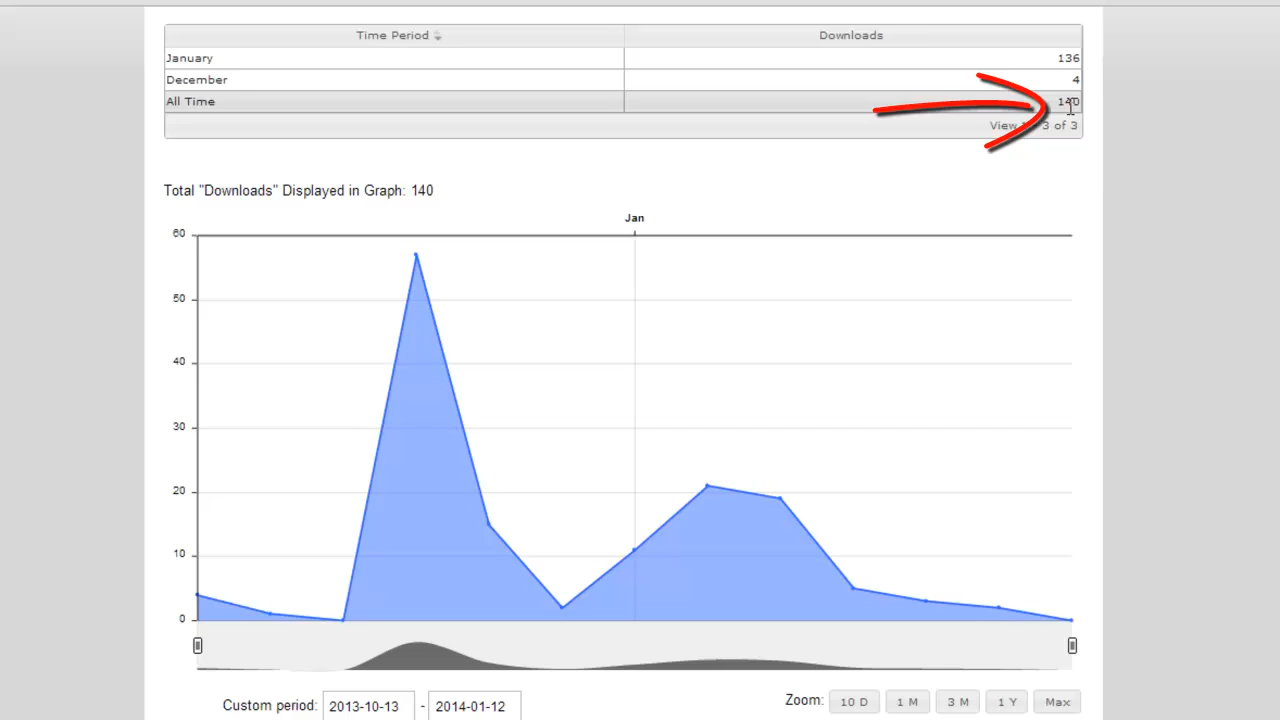 Time Period Downloads
January 136
December 4
All Time 140
View 3 of 3
Total "Downloads" Displayed in Graph: 140
Jan
60
50
40
30
20
10
0
Custom period: 2013-10-13 - 2014-01-12 Zoom: 10 D 1 M 3 M 1 Y Max